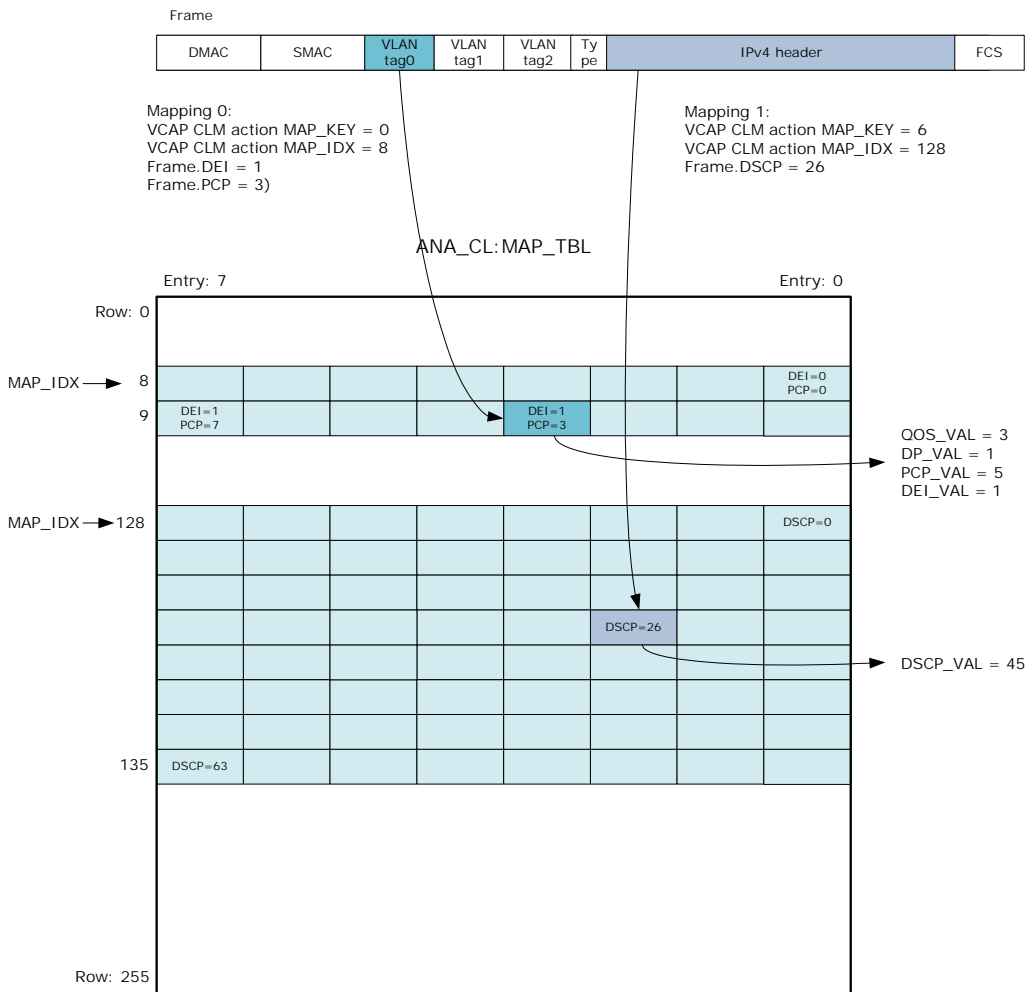 Frame
DMAC SMAC VLAN tag0 VLAN tag1 VLAN tag2 Ty pe IPv4 header FCS
Mapping 0:
VCAP CLM action MAP_KEY = 0
VCAP CLM action MAP_IDX = 8
Frame.DEI = 1
Frame.PCP = 3)
Mapping 1:
VCAP CLM action MAP_KEY = 6
VCAP CLM action MAP_IDX = 128
Frame.DSCP = 26
ANA_CL:MAP_TBL
Entry: 7 Entry: 0
Row: 0
MAP_IDX 8
DEI=0
PCP=0
9
DEI=1
PCP=7
DEI=1
PCP=3
QOS_VAL = 3
DP_VAL = 1
PCP_VAL = 5
DEI_VAL = 1
MAP_IDX 128 DSCP=0
DSCP=26
DSCP_VAL = 45
135 DSCP=63
Row: 255